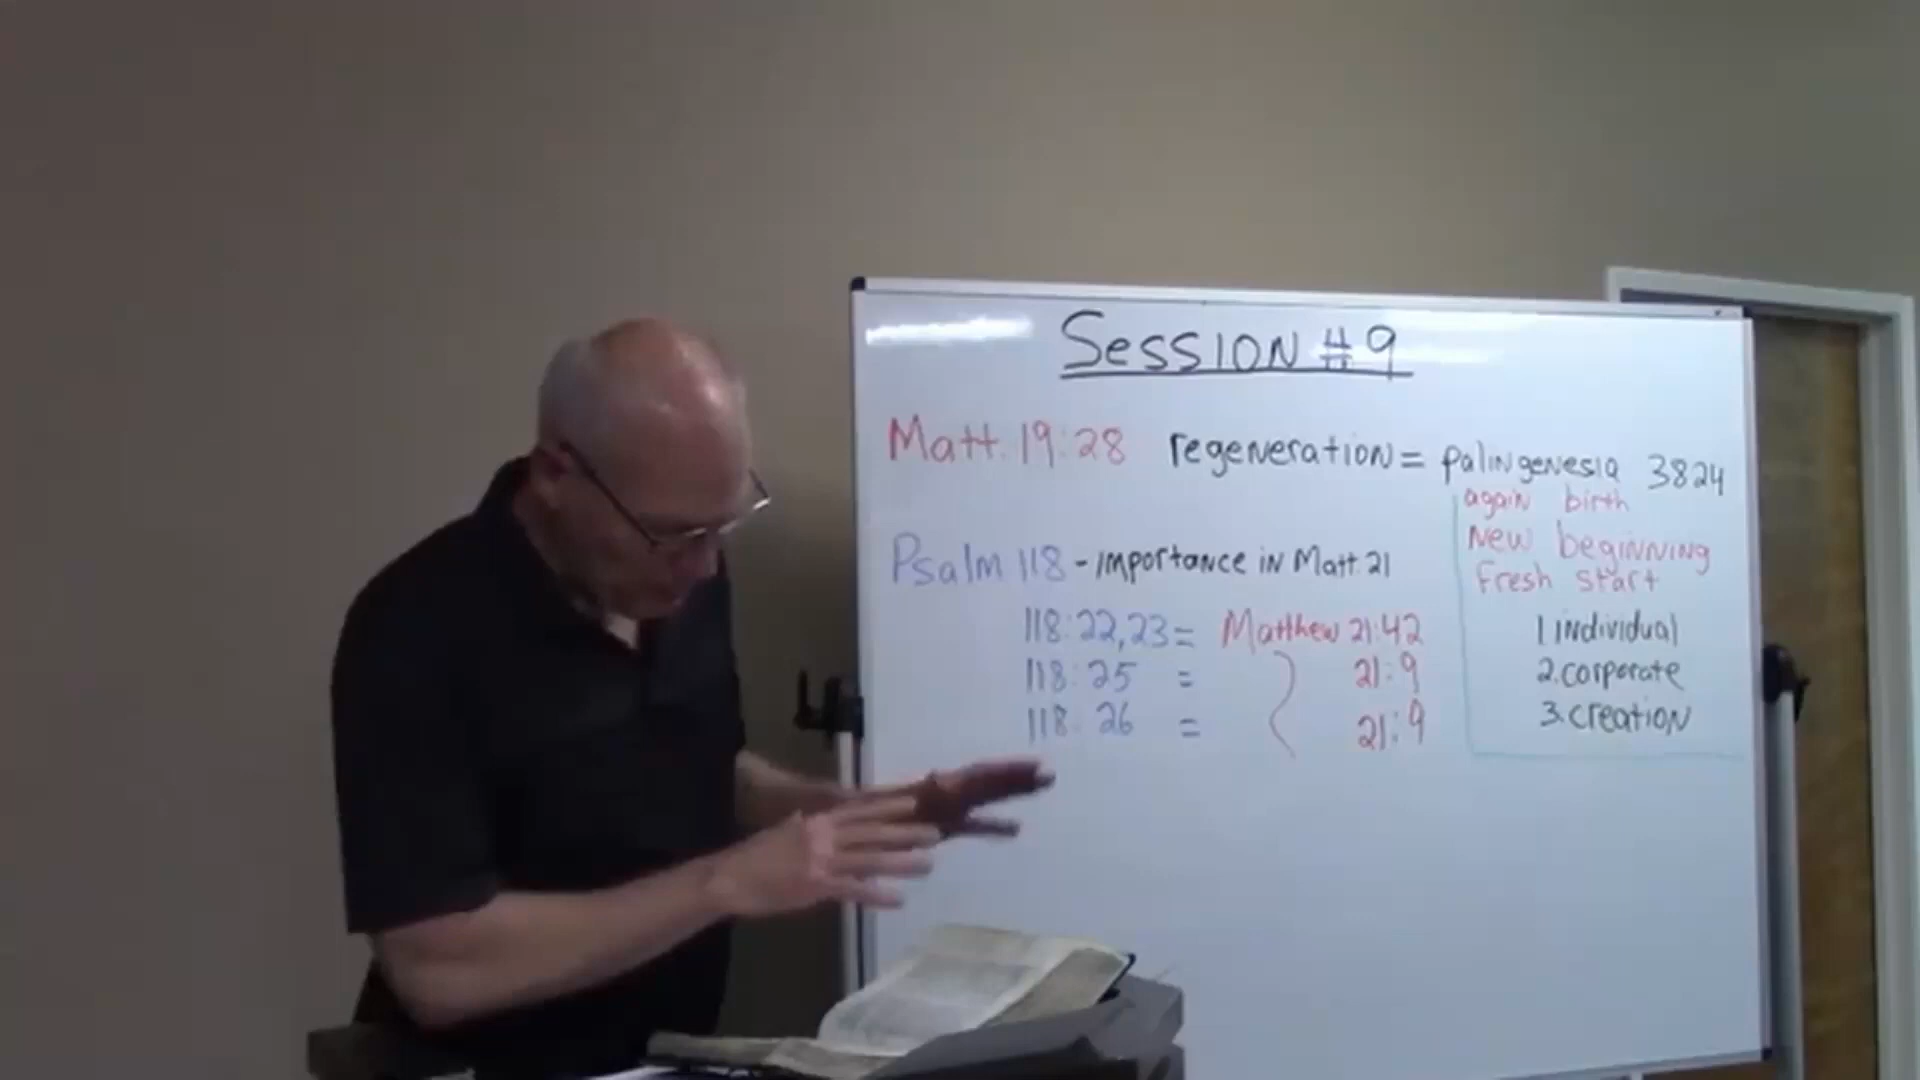 SESSION #9
Matt. 19:28 regeneration = palingenesia 3824
again birth
New beginning
Fresh start
1 individual
2. corporate
3. creation
Psalm 118 - importance in Matt. 21
118:22,23 = Matthew 21:42
118:25 = 21:9
118:26 = 21:9